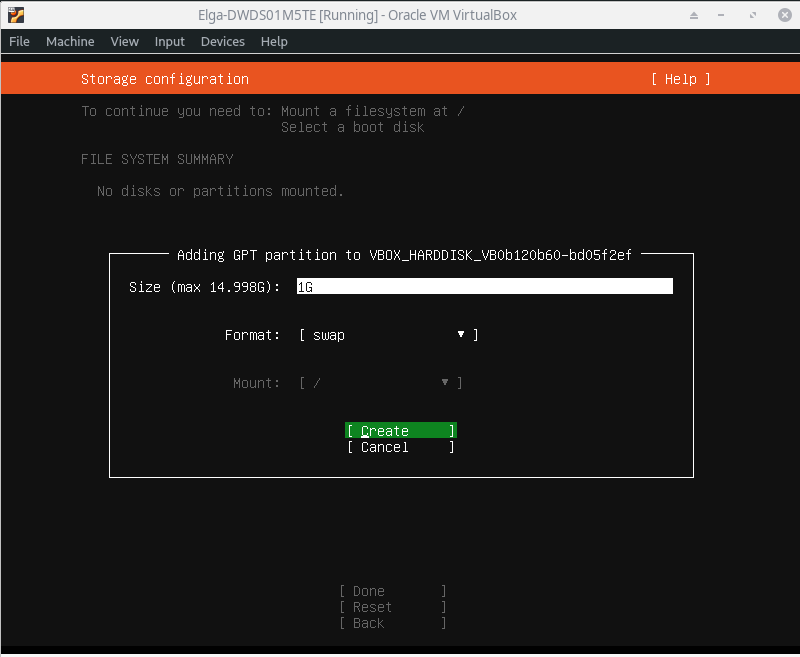 Elga-DWDS01M5TE [Running] - Oracle VM VirtualBox
File Machine View Input Devices Help
Storage configuration [ Help ]
To continue you need to: Mount a filesystem at /
Select a boot disk
FILE SYSTEM SUMMARY
No disks or partitions mounted.
Adding GPT partition to VBOX_HARDDISK_VB0b120b60-bd05f2ef
Size (max 14.998G): 1G
Format: [ swap ▾ ]
Mount: [ / ▾ ]
[ Create ]
[ Cancel ]
[ Done ]
[ Reset ]
[ Back ]